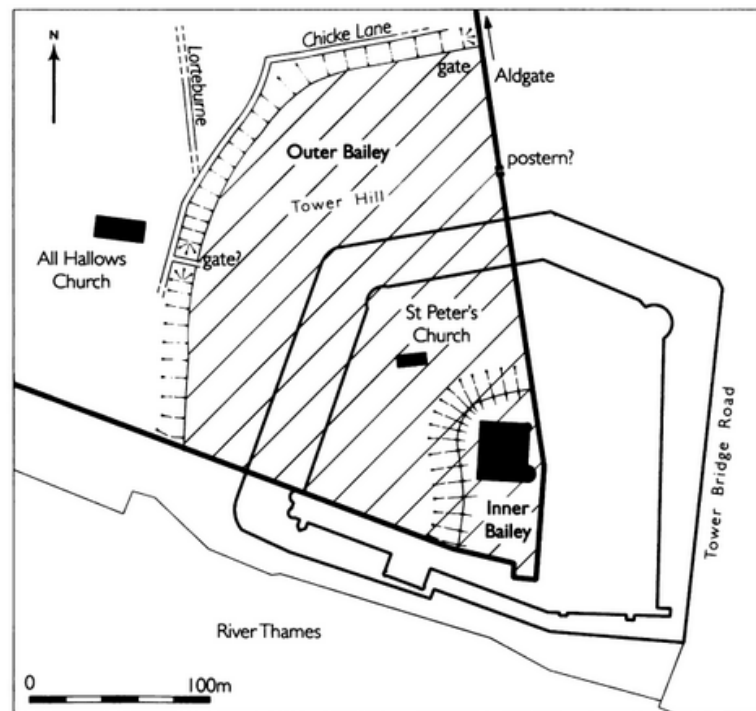 N
Lorteburne
Chicke Lane
gate
Aldgate
Outer Bailey
postern?
Tower Hill
All Hallows
Church
gate?
St Peter's
Church
Tower Bridge Road
Inner
Bailey
River Thames
0 100m